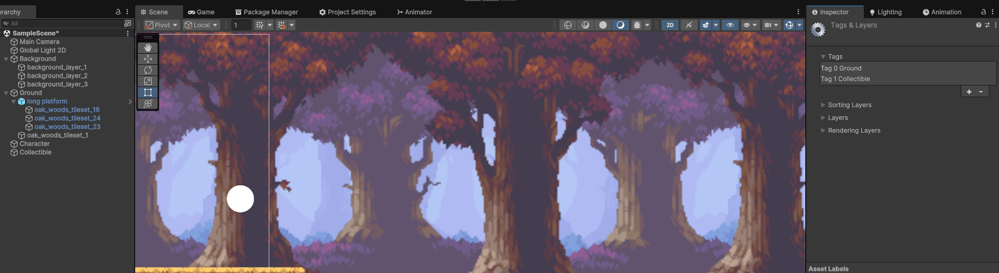 erarchy
All
SampleScene*
Main Camera
Global Light 2D
Background
background_layer_1
background_layer_2
background_layer_3
Ground
long platform
oak_woods_tileset_16
oak_woods_tileset_24
oak_woods_tileset_23
oak_woods_tileset_1
Character
Collectible
Scene Game Package Manager Project Settings Animator
Pivot Local 1 2D
Inspector Lighting Animation
Tags & Layers
Tags
Tag 0 Ground
Tag 1 Collectible
+ -
Sorting Layers
Layers
Rendering Layers
Asset Labels